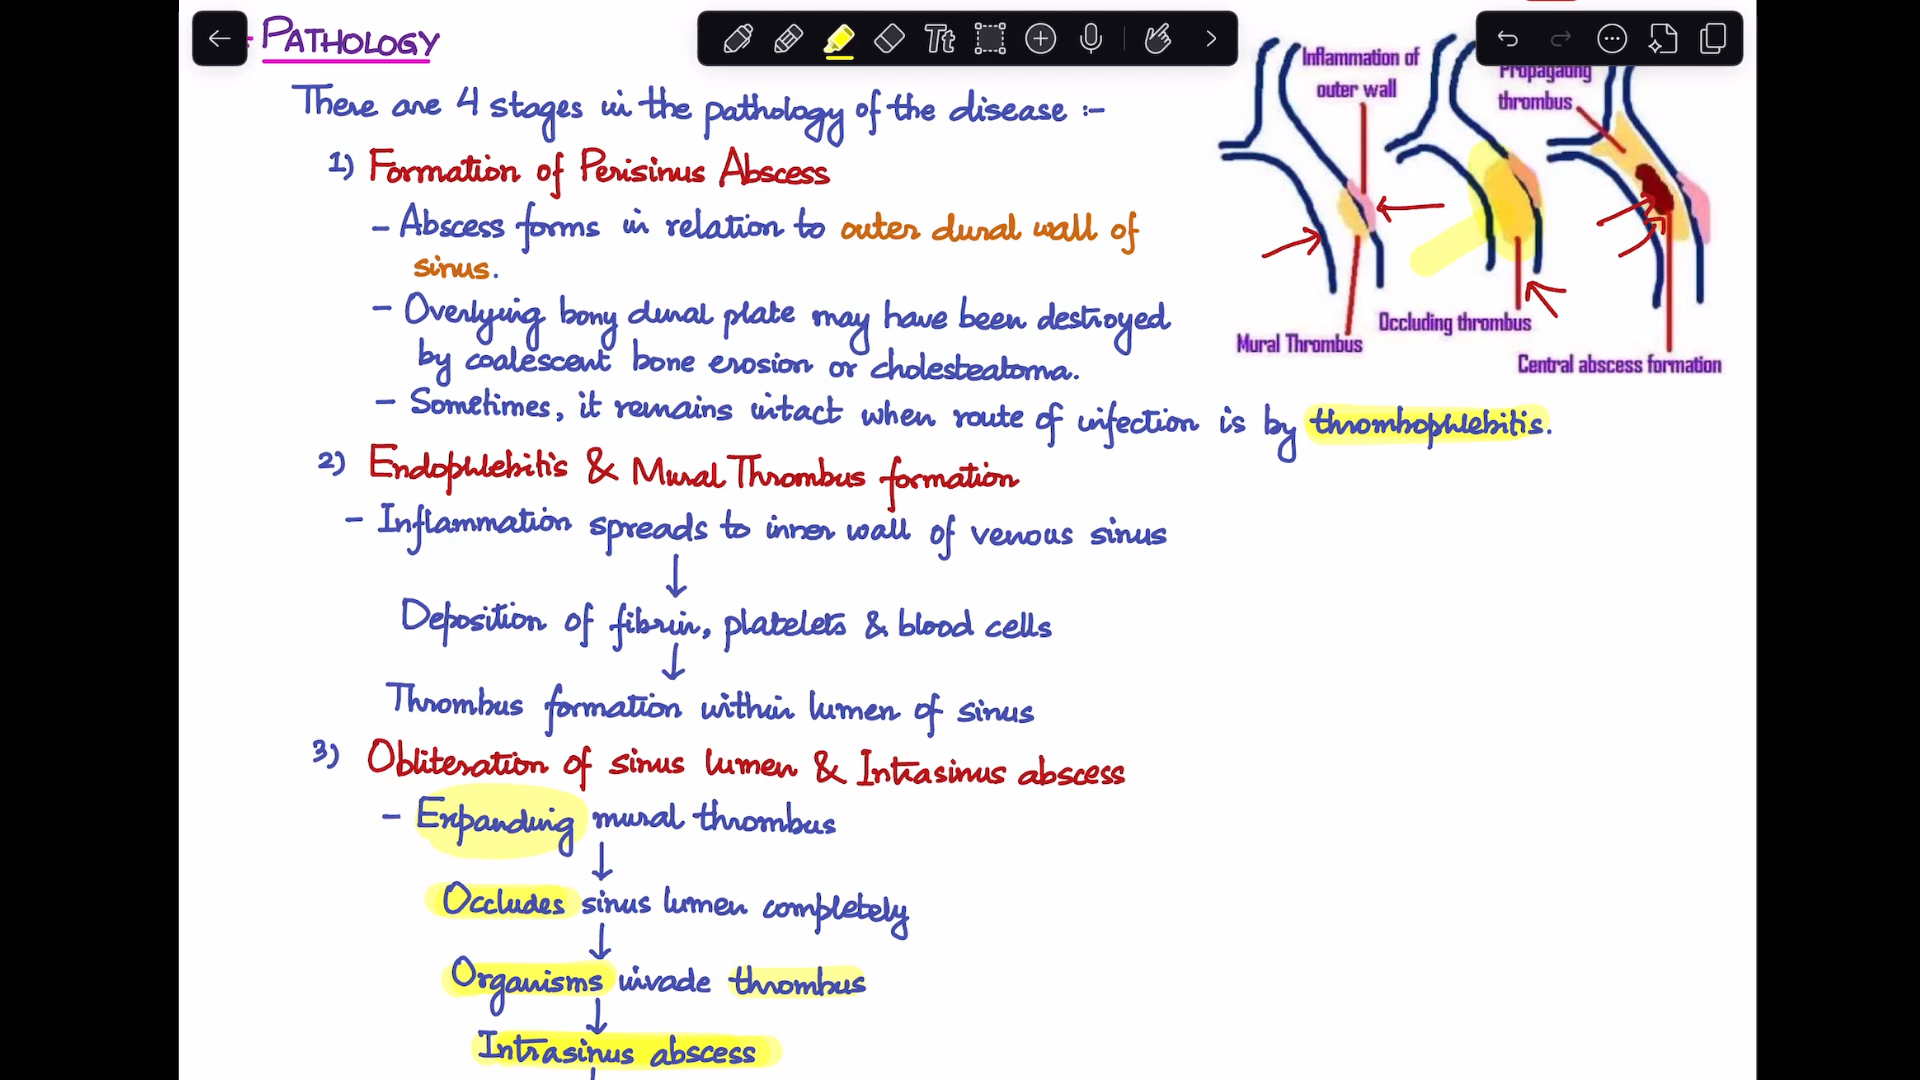 PATHOLOGY
There are 4 stages in the pathology of the disease :-
1) Formation of Perisinus Abscess
- Abscess forms in relation to outer dural wall of
sinus.
- Overlying bony dural plate may have been destroyed
by coalescent bone erosion or cholesteatoma.
- Sometimes, it remains intact when route of infection is by thrombophlebitis.
2) Endophlebitis & Mural Thrombus formation
- Inflammation spreads to inner wall of venous sinus
↓
Deposition of fibrin, platelets & blood cells
↓
Thrombus formation within lumen of sinus
3) Obliteration of sinus lumen & Intrasinus abscess
- Expanding mural thrombus
↓
Occludes sinus lumen completely
↓
Organisms invade thrombus
↓
Intrasinus abscess
Tt
Inflammation of
outer wall
Mural Thrombus
Occluding thrombus
Propagating
thrombus
Central abscess formation